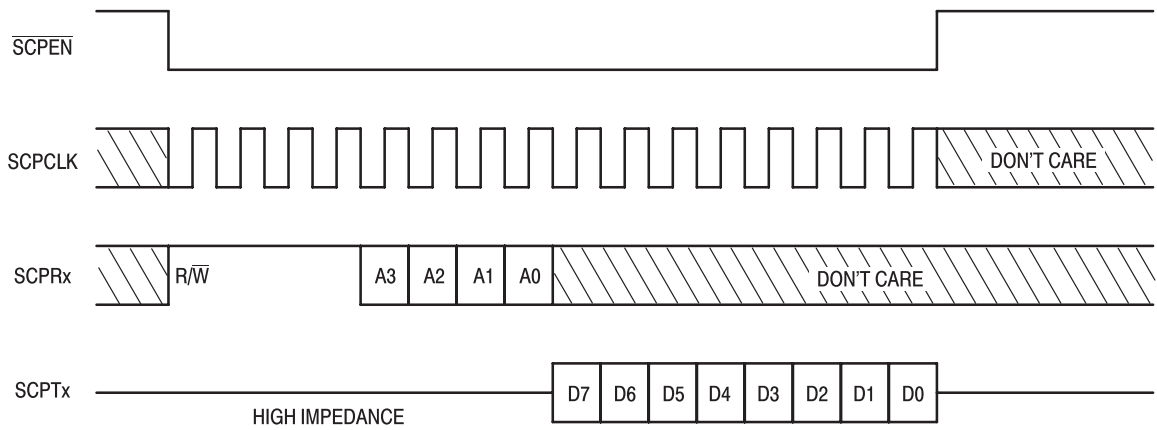 S̅C̅P̅E̅N̅
SCPCLK DON'T CARE
SCPRx R/W̅ A3 A2 A1 A0 DON'T CARE
SCPTx D7 D6 D5 D4 D3 D2 D1 D0
HIGH IMPEDANCE